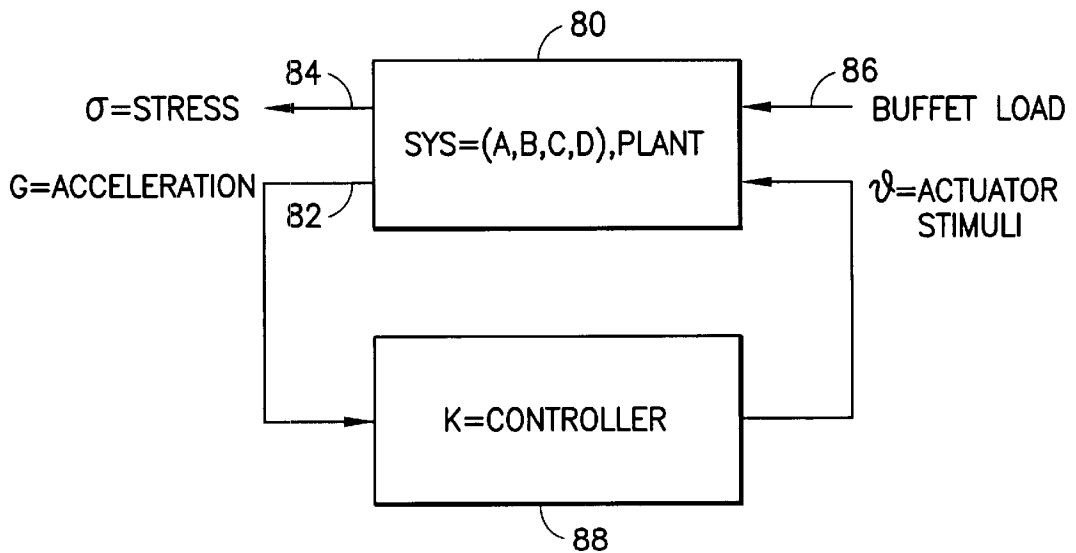 80
84
86
σ=STRESS
BUFFET LOAD
SYS=(A,B,C,D),PLANT
G=ACCELERATION
82
ϑ=ACTUATOR
STIMULI
K=CONTROLLER
88